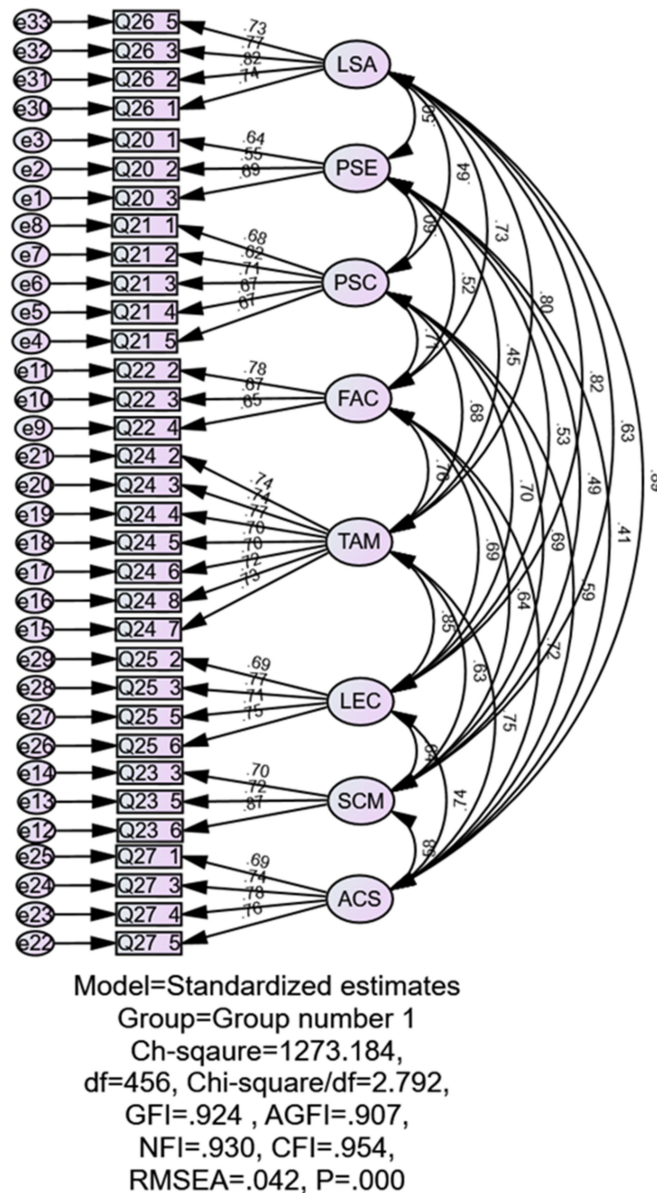 e33 Q26 5 .73
e32 Q26 3 .77
e31 Q26 2 .82
e30 Q26 1 .74
LSA
e3 Q20 1 .64
e2 Q20 2 .55
e1 Q20 3 .69
PSE
e8 Q21 1 .68
e7 Q21 2 .62
e6 Q21 3 .71
e5 Q21 4 .67
e4 Q21 5 .67
PSC
e11 Q22 2 .78
e10 Q22 3 .67
e9 Q22 4 .65
FAC
e21 Q24 2 .74
e20 Q24 3 .74
e19 Q24 4 .77
e18 Q24 5 .70
e17 Q24 6 .70
e16 Q24 8 .72
e15 Q24 7 .73
TAM
e29 Q25 2 .69
e28 Q25 3 .77
e27 Q25 5 .71
e26 Q25 6 .75
LEC
e14 Q23 3 .70
e13 Q23 5 .72
e12 Q23 6
SCM
e25 Q27 1 .69
e24 Q27 3 .74
e23 Q27 4 .78
e22 Q27 5 .76
ACS
.50
.64
.60
.73
.52
.80
.71
.45
.82
.68
.63
.53
.76
.70
.49
.41
.69
.69
.64
.59
.85
.72
.63
.75
.74
.58
Model=Standardized estimates
Group=Group number 1
Ch-sqaure=1273.184,
df=456, Chi-square/df=2.792,
GFI=.924 , AGFI=.907,
NFI=.930, CFI=.954,
RMSEA=.042, P=.000